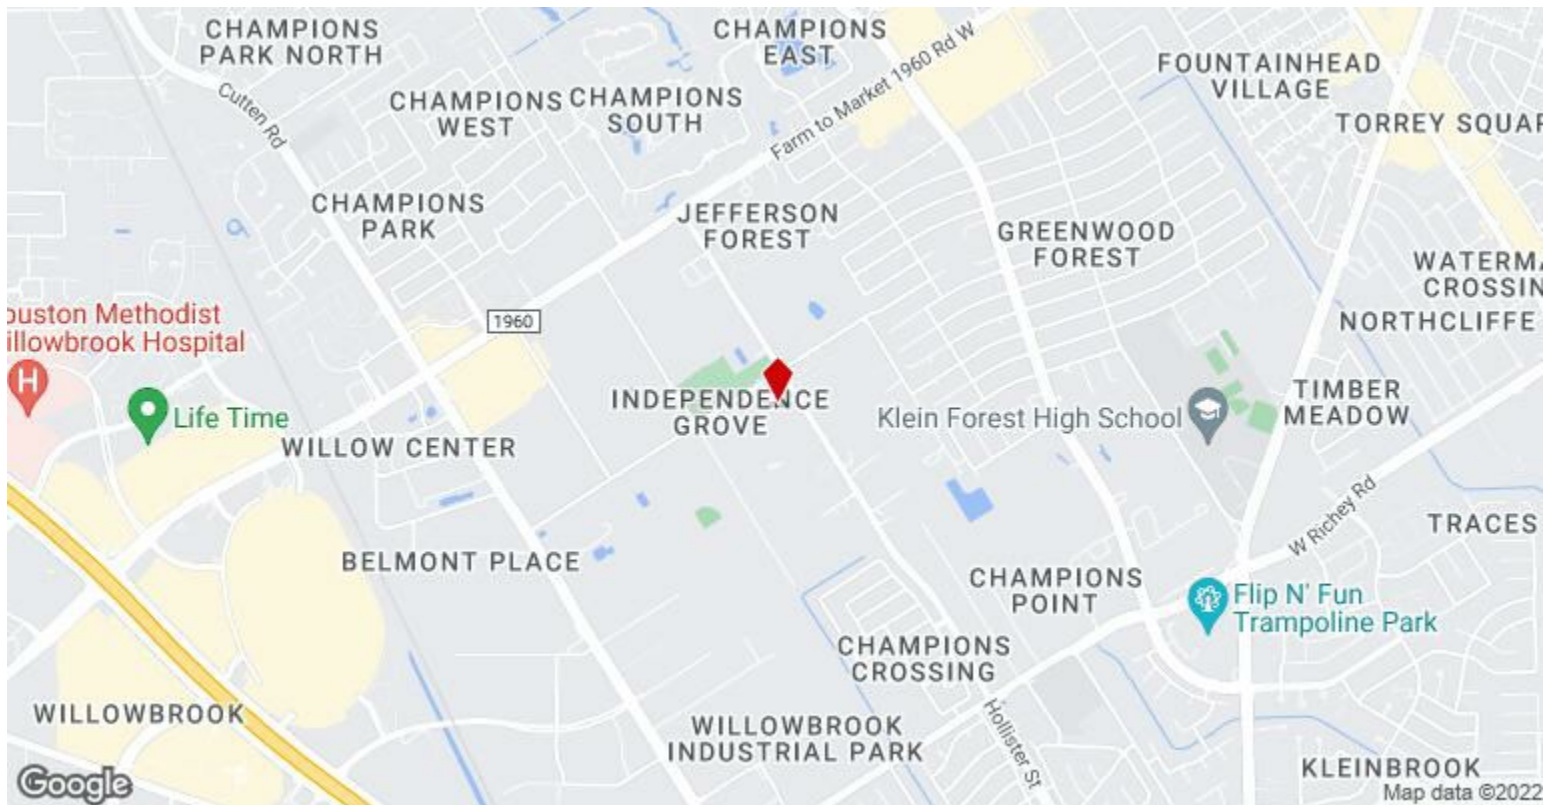 CHAMPIONS
PARK NORTH
CHAMPIONS
EAST
FOUNTAINHEAD
VILLAGE
Cutten Rd
CHAMPIONS
WEST
CHAMPIONS
SOUTH
Farm to Market 1960 Rd W
TORREY SQUAR
CHAMPIONS
PARK
JEFFERSON
FOREST
GREENWOOD
FOREST
WATERMA
CROSSIN
ouston Methodist
illowbrook Hospital
H
1960
NORTHCLIFFE
Life Time
WILLOW CENTER
INDEPENDENCE
GROVE
Klein Forest High School
TIMBER
MEADOW
W Richey Rd
TRACES
BELMONT PLACE
CHAMPIONS
POINT
Flip N' Fun
Trampoline Park
CHAMPIONS
CROSSING
WILLOWBROOK
WILLOWBROOK
INDUSTRIAL PARK
Hollister St
KLEINBROOK
Google
Map data ©2022